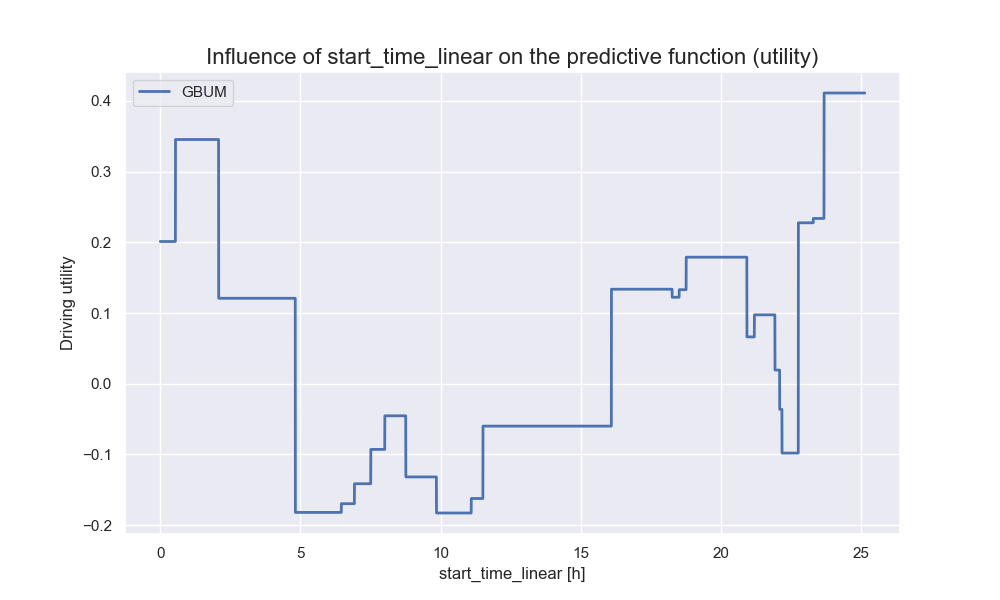 Influence of start_time_linear on the predictive function (utility)
GBUM
Driving utility
0.4
0.3
0.2
0.1
0.0
−0.1
−0.2
0 5 10 15 20 25
start_time_linear [h]